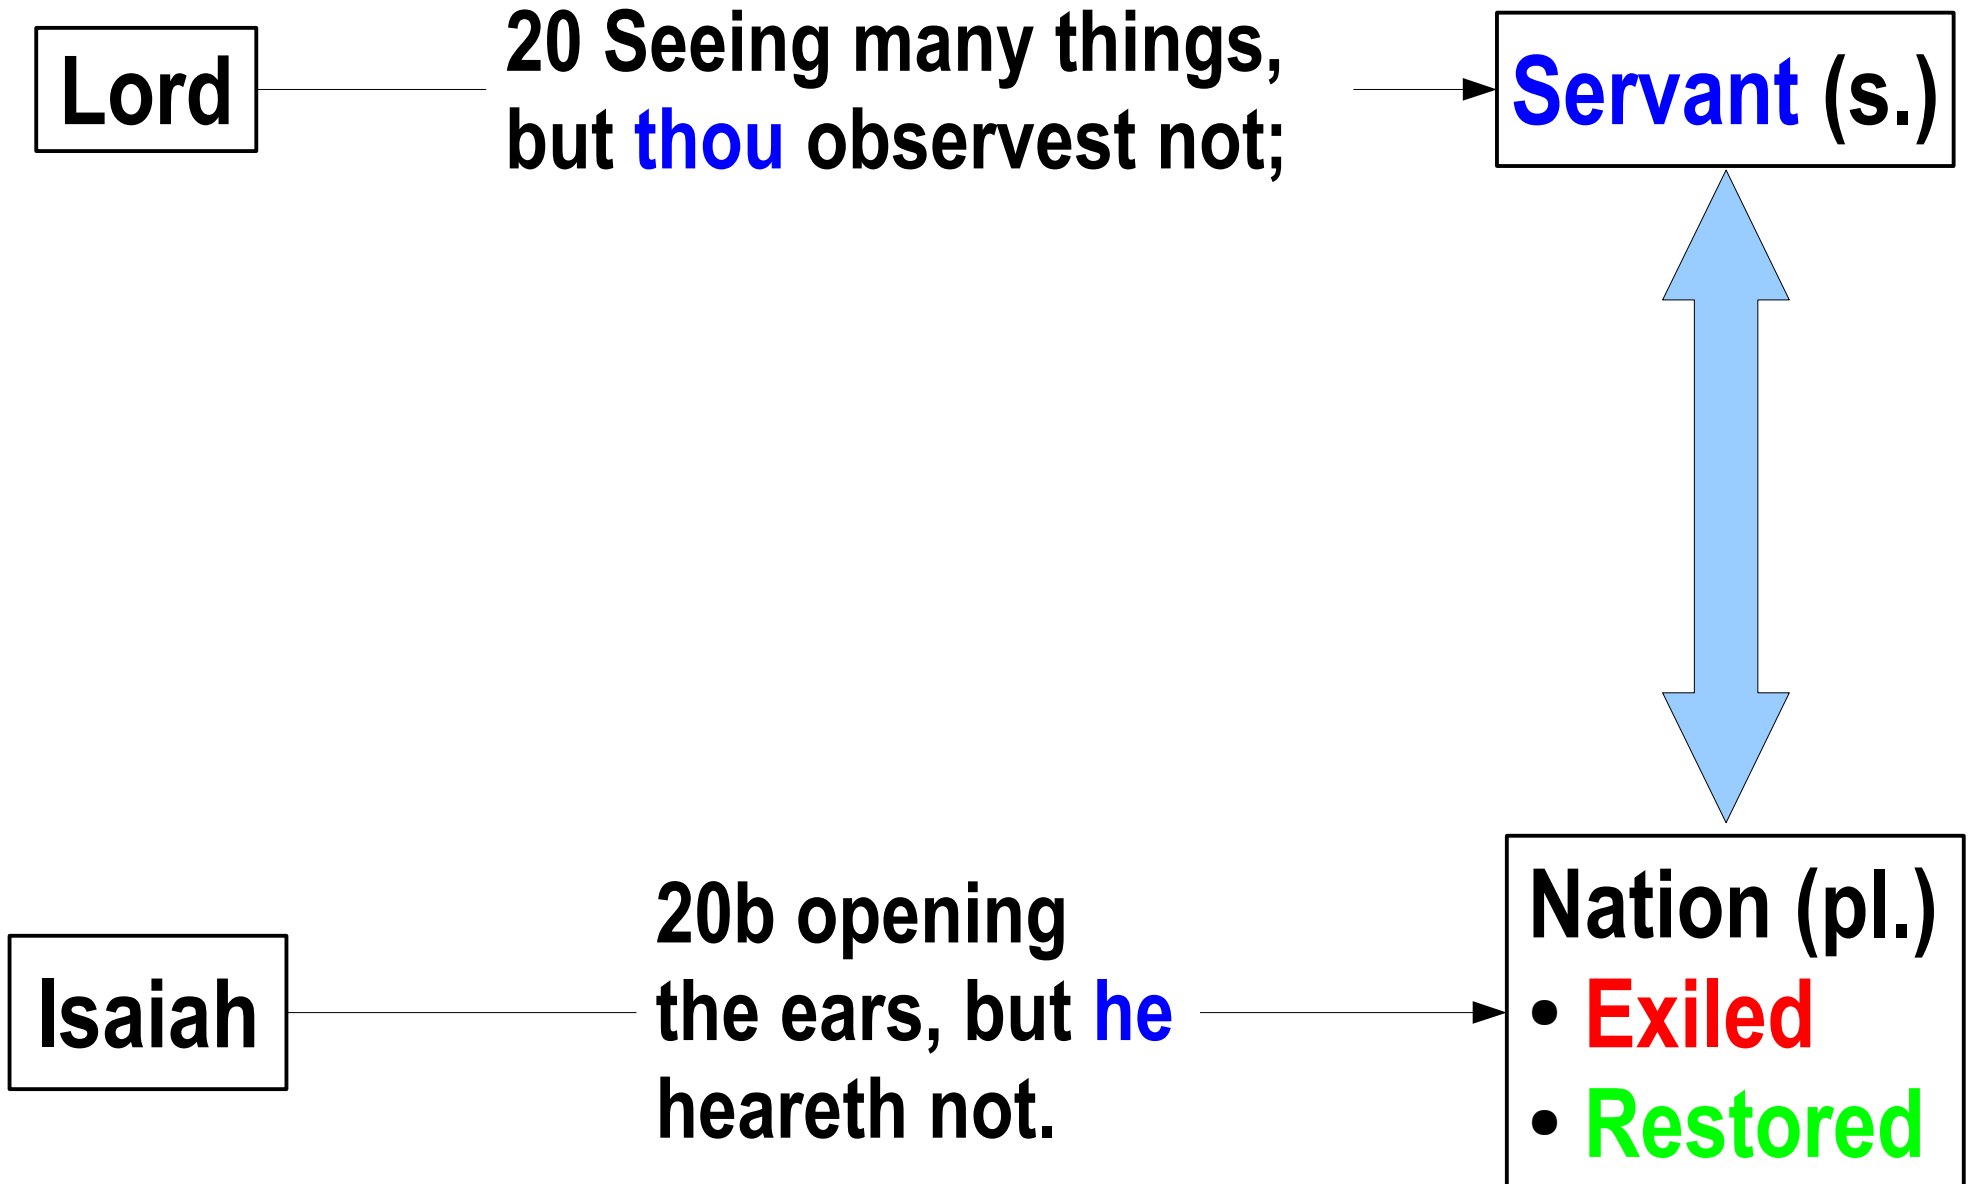 Lord
20 Seeing many things,
but thou observest not;
Servant (s.)
Isaiah
20b opening
the ears, but he
heareth not.
Nation (pl.)
• Exiled
• Restored